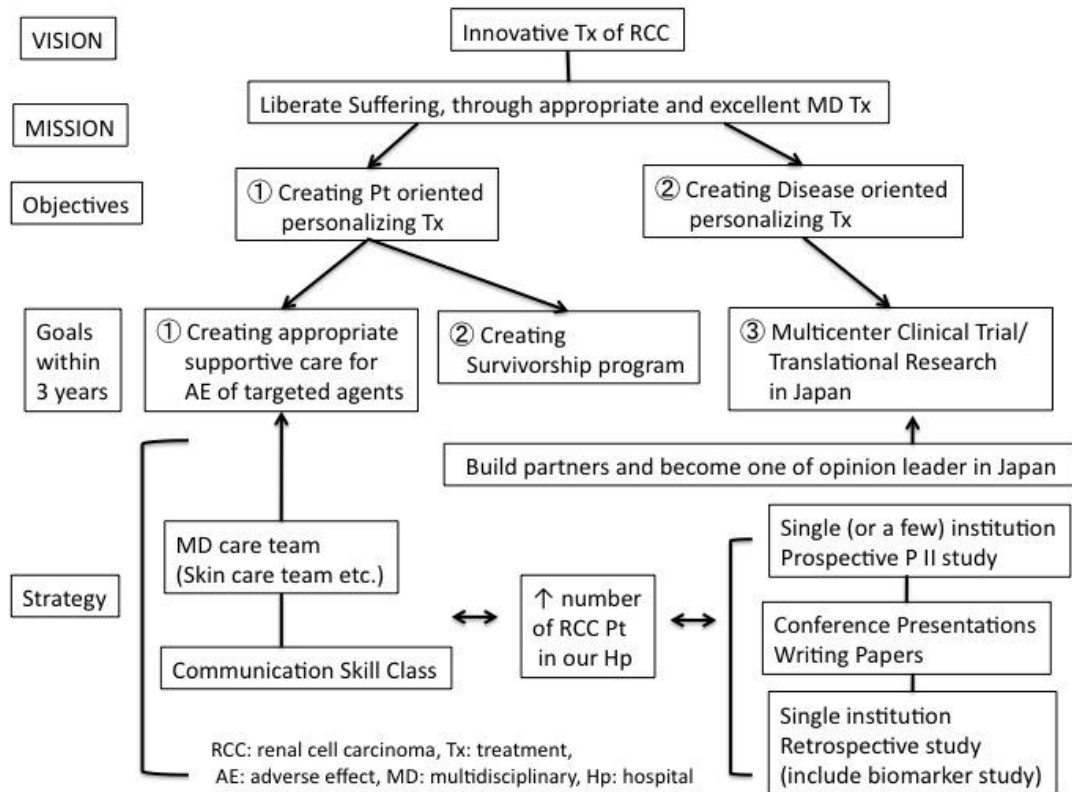 VISION
Innovative Tx of RCC
MISSION
Liberate Suffering, through appropriate and excellent MD Tx
Objectives
① Creating Pt oriented
personalizing Tx
② Creating Disease oriented
personalizing Tx
Goals
within
3 years
① Creating appropriate
supportive care for
AE of targeted agents
② Creating
Survivorship program
③ Multicenter Clinical Trial/
Translational Research
in Japan
Build partners and become one of opinion leader in Japan
Strategy
MD care team
(Skin care team etc.)
Communication Skill Class
↑ number
of RCC Pt
in our Hp
Single (or a few) institution
Prospective P II study
Conference Presentations
Writing Papers
Single institution
Retrospective study
(include biomarker study)
RCC: renal cell carcinoma, Tx: treatment,
AE: adverse effect, MD: multidisciplinary, Hp: hospital